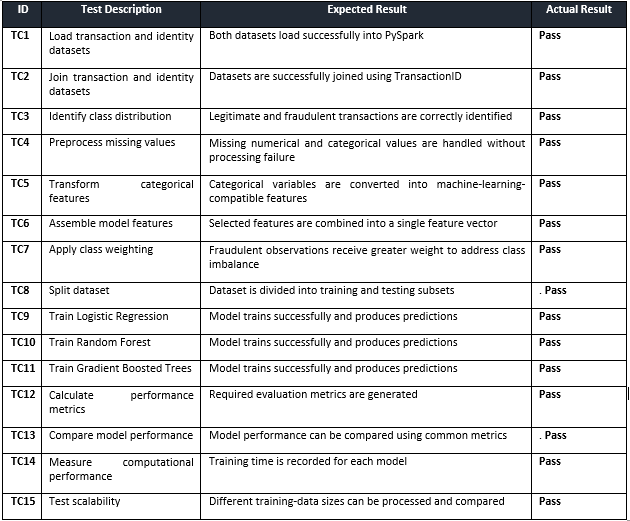 ID Test Description Expected Result Actual Result
TC1 Load transaction and identity Both datasets load successfully into PySpark Pass
datasets
TC2 Join transaction and identity Datasets are successfully joined using TransactionID Pass
datasets
TC3 Identify class distribution Legitimate and fraudulent transactions are correctly identified Pass
TC4 Preprocess missing values Missing numerical and categorical values are handled without Pass
processing failure
TC5 Transform categorical Categorical variables are converted into machine-learning- Pass
features compatible features
TC6 Assemble model features Selected features are combined into a single feature vector Pass
TC7 Apply class weighting Fraudulent observations receive greater weight to address class Pass
imbalance
TC8 Split dataset Dataset is divided into training and testing subsets . Pass
TC9 Train Logistic Regression Model trains successfully and produces predictions Pass
TC10 Train Random Forest Model trains successfully and produces predictions Pass
TC11 Train Gradient Boosted Trees Model trains successfully and produces predictions Pass
TC12 Calculate performance Required evaluation metrics are generated Pass
metrics
TC13 Compare model performance Model performance can be compared using common metrics . Pass
TC14 Measure computational Training time is recorded for each model Pass
performance
TC15 Test scalability Different training-data sizes can be processed and compared Pass